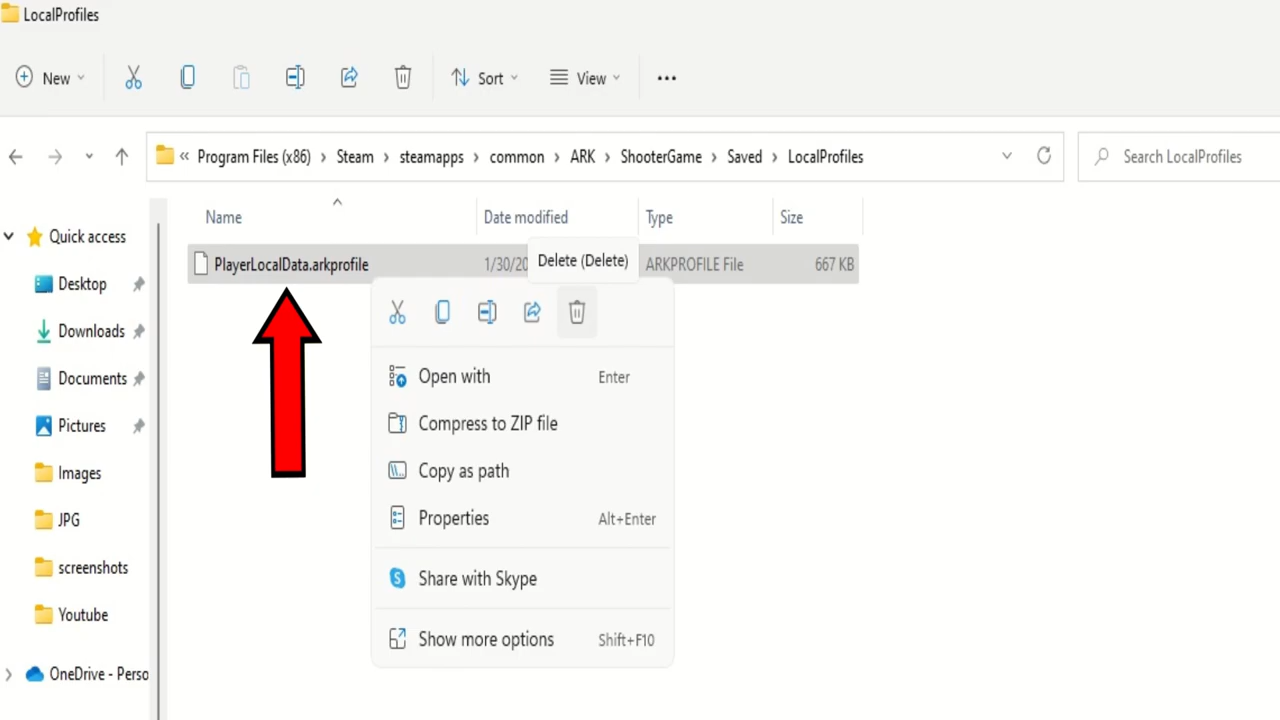 LocalProfiles
New
Sort
View
« Program Files (x86) › Steam › steamapps › common › ARK › ShooterGame › Saved › LocalProfiles
Search LocalProfiles
Name Date modified Type Size
Quick access
PlayerLocalData.arkprofile 1/30/20 ARKPROFILE File 667 KB
Delete (Delete)
Desktop
Downloads
Documents
Pictures
Images
JPG
screenshots
Youtube
OneDrive - Perso
Open with Enter
Compress to ZIP file
Copy as path
Properties Alt+Enter
Share with Skype
Show more options Shift+F10